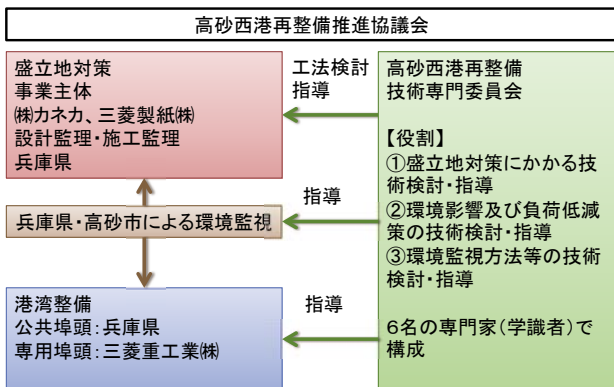 高砂西港再整備推進協議会
盛立地対策
事業主体
㈱カネカ、三菱製紙㈱
設計監理・施工監理
兵庫県
工法検討
指導
高砂西港再整備
技術専門委員会
【役割】
①盛立地対策にかかる技
術検討・指導
②環境影響及び負荷低減
策の技術検討・指導
③環境監視方法等の技術
検討・指導
6名の専門家(学識者)で
構成
指導
兵庫県・高砂市による環境監視
指導
港湾整備
公共埠頭:兵庫県
専用埠頭:三菱重工業㈱